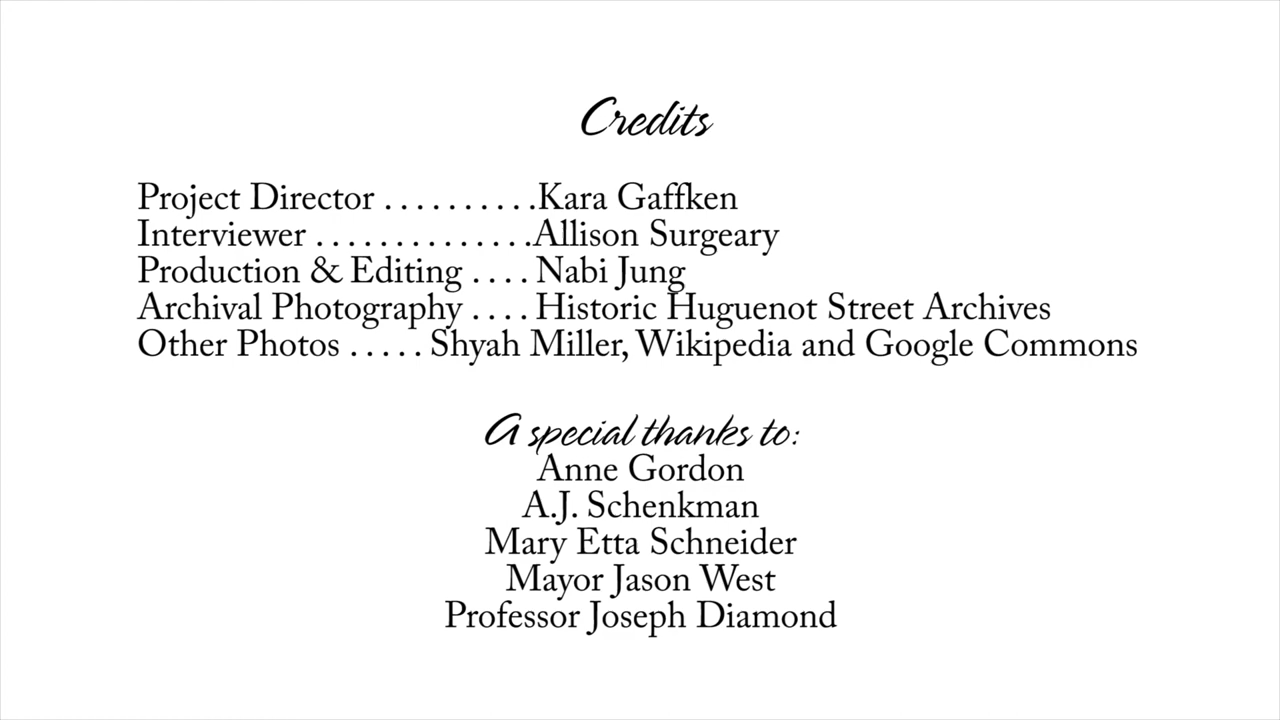 Credits
Project Director . . . . . . . . . .Kara Gaffken
Interviewer . . . . . . . . . . . . . .Allison Surgeary
Production & Editing . . . . Nabi Jung
Archival Photography . . . . Historic Huguenot Street Archives
Other Photos . . . . . Shyah Miller, Wikipedia and Google Commons
A special thanks to:
Anne Gordon
A.J. Schenkman
Mary Etta Schneider
Mayor Jason West
Professor Joseph Diamond